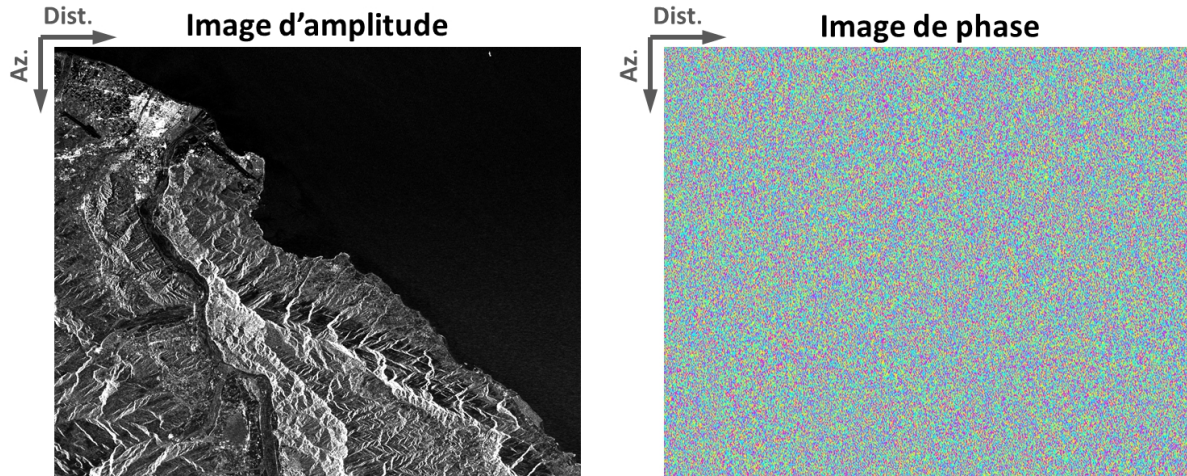 Dist.
Image d’amplitude
Az.
Dist.
Image de phase
Az.